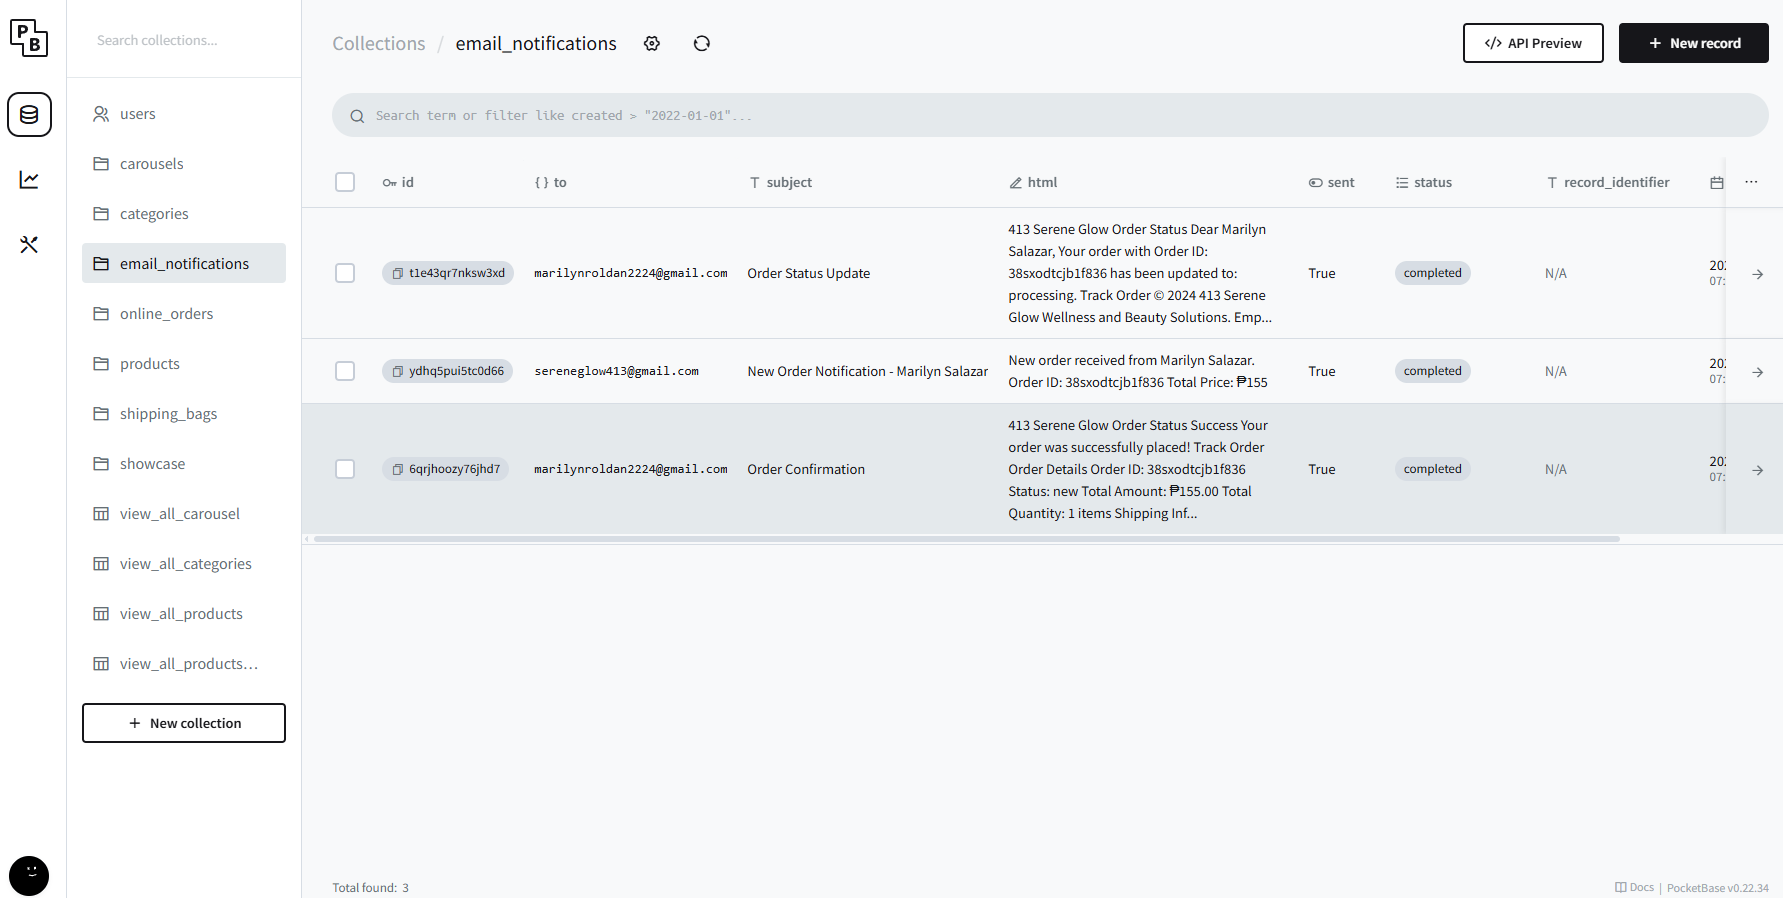 P
B
Search collections...
users
carousels
categories
email_notifications
online_orders
products
shipping_bags
showcase
view_all_carousel
view_all_categories
view_all_products
view_all_products...
+ New collection
Collections / email_notifications
API Preview
+ New record
Search term or filter like created > "2022-01-01"...
id
to
subject
html
sent
status
record_identifier
t1e43qr7nksw3xd
marilynroldan2224@gmail.com
Order Status Update
413 Serene Glow Order Status Dear Marilyn
Salazar, Your order with Order ID:
38sxodtcjb1f836 has been updated to:
processing. Track Order © 2024 413 Serene
Glow Wellness and Beauty Solutions. Emp...
True
completed
N/A
07:
ydhq5pui5tc0d66
sereneglow413@gmail.com
New Order Notification - Marilyn Salazar
New order received from Marilyn Salazar.
Order ID: 38sxodtcjb1f836 Total Price: ₱155
True
completed
N/A
07:
6qrjhoozy76jhd7
marilynroldan2224@gmail.com
Order Confirmation
413 Serene Glow Order Status Success Your
order was successfully placed! Track Order
Order Details Order ID: 38sxodtcjb1f836
Status: new Total Amount: ₱155.00 Total
Quantity: 1 items Shipping Inf...
True
completed
N/A
07:
Total found: 3
Docs | PocketBase v0.22.34